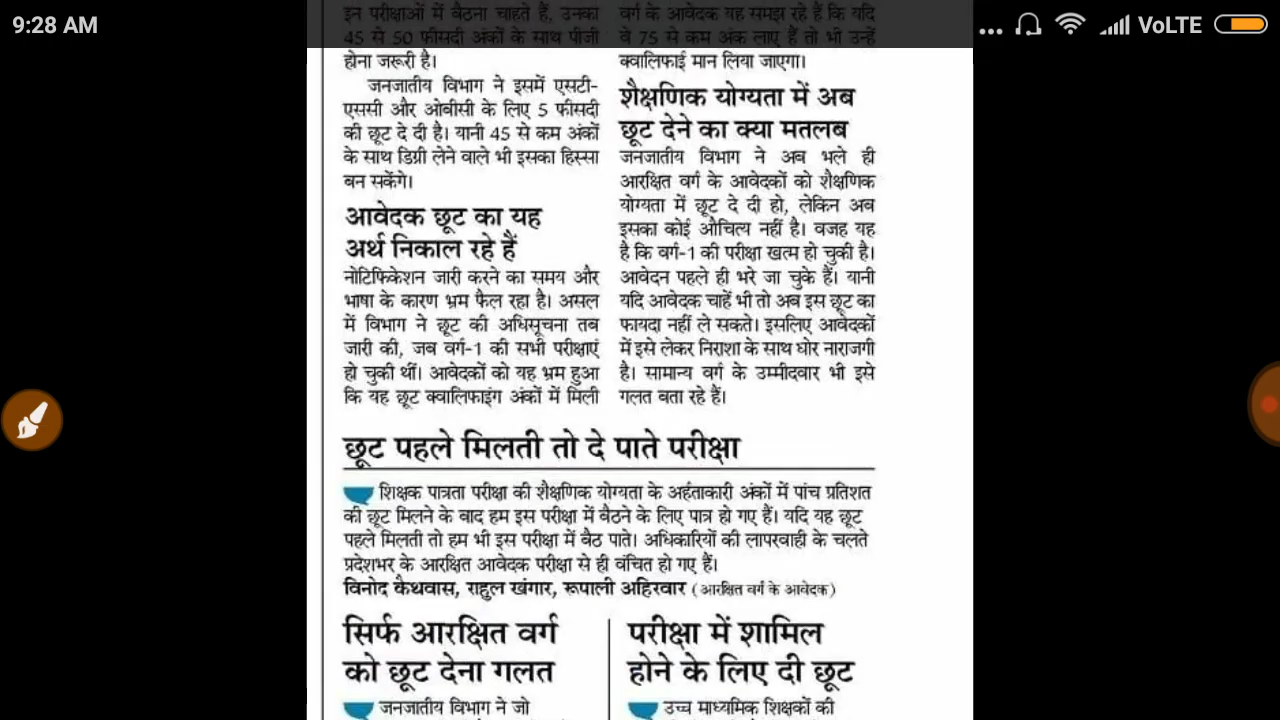 9:28 AM
... VoLTE
इन परीक्षाओं में बैठना चाहते हैं, उनका
45 से 50 फीसदी अंकों के साथ पीजी
होना जरूरी है।
जनजातीय विभाग ने इसमें एसटी-
एससी और ओबीसी के लिए 5 फीसदी
की छूट दे दी है। यानी 45 से कम अंकों
के साथ डिग्री लेने वाले भी इसका हिस्सा
बन सकेंगे।
आवेदक छूट का यह
अर्थ निकाल रहे हैं
नोटिफिकेशन जारी करने का समय और
भाषा के कारण भ्रम फैल रहा है। असल
में विभाग ने छूट की अधिसूचना तब
जारी की, जब वर्ग-1 की सभी परीक्षाएं
हो चुकी थीं। आवेदकों को यह भ्रम हुआ
कि यह छूट क्वालिफाइंग अंकों में मिली
वर्ग के आवेदक यह समझ रहे हैं कि यदि
वे 75 से कम अंक लाए हैं तो भी उन्हें
क्वालिफाई मान लिया जाएगा।
शैक्षणिक योग्यता में अब
छूट देने का क्या मतलब
जनजातीय विभाग ने अब भले ही
आरक्षित वर्ग के आवेदकों को शैक्षणिक
योग्यता में छूट दे दी हो, लेकिन अब
इसका कोई औचित्य नहीं है। वजह यह
है कि वर्ग-1 की परीक्षा खत्म हो चुकी है।
आवेदन पहले ही भरे जा चुके हैं। यानी
यदि आवेदक चाहें भी तो अब इस छूट का
फायदा नहीं ले सकते। इसलिए आवेदकों
में इसे लेकर निराशा के साथ घोर नाराजगी
है। सामान्य वर्ग के उम्मीदवार भी इसे
गलत बता रहे हैं।
छूट पहले मिलती तो दे पाते परीक्षा
शिक्षक पात्रता परीक्षा की शैक्षणिक योग्यता के अर्हताकारी अंकों में पांच प्रतिशत
की छूट मिलने के बाद हम इस परीक्षा में बैठने के लिए पात्र हो गए हैं। यदि यह छूट
पहले मिलती तो हम भी इस परीक्षा में बैठ पाते। अधिकारियों की लापरवाही के चलते
प्रदेशभर के आरक्षित आवेदक परीक्षा से ही वंचित हो गए हैं।
विनोद कैथवास, राहुल खंगार, रूपाली अहिरवार (आरक्षित वर्ग के आवेदक)
सिर्फ आरक्षित वर्ग
को छूट देना गलत
जनजातीय विभाग ने जो
परीक्षा में शामिल
होने के लिए दी छूट
उच्च माध्यमिक शिक्षकों की